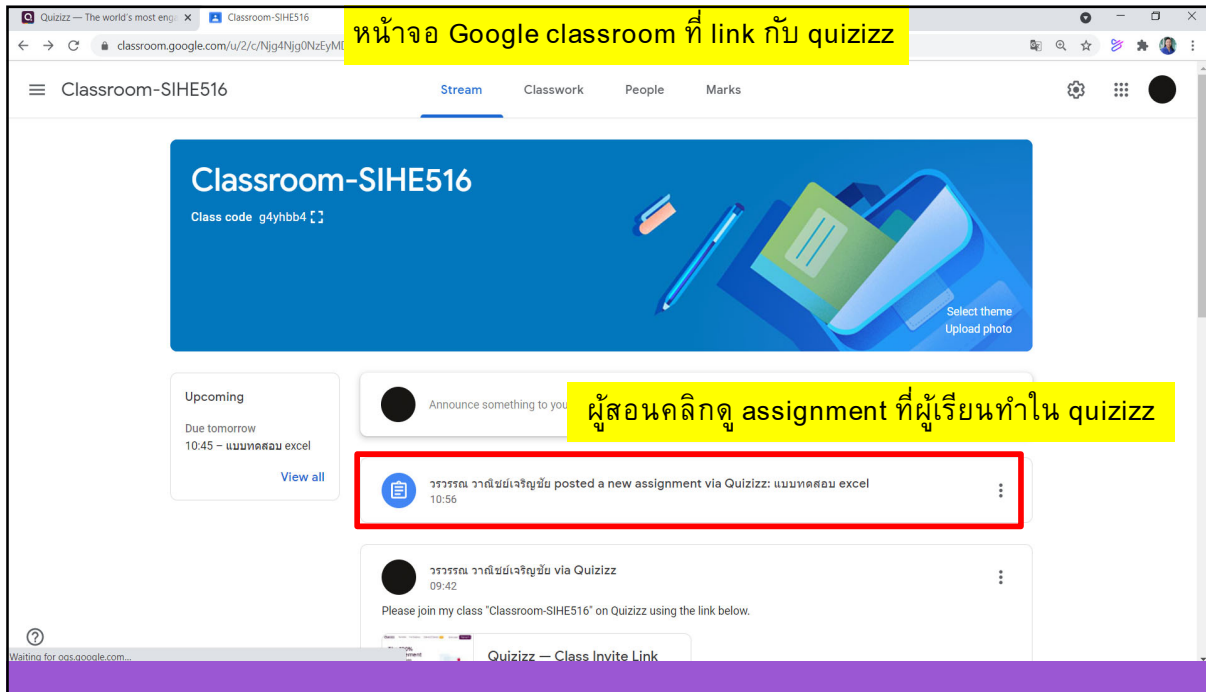 Quizizz — The world's most enga
Classroom-SIHE516
หน้าจอ Google classroom ที่ link กับ quizizz
classroom.google.com/u/2/c/Njg4Njg0NzEyMD
Classroom-SIHE516
Stream
Classwork
People
Marks
Classroom-SIHE516
Class code g4yhbb4
Select theme
Upload photo
Upcoming
Due tomorrow
10:45 – แบบทดสอบ excel
View all
Announce something to you
ผู้สอนคลิกดู assignment ที่ผู้เรียนทำใน quizizz
วรวรรณ วาณิชย์เจริญชัย posted a new assignment via Quizizz: แบบทดสอบ excel
10:56
วรวรรณ วาณิชย์เจริญชัย via Quizizz
09:42
Please join my class "Classroom-SIHE516" on Quizizz using the link below.
Quizizz — Class Invite Link
Waiting for ogs.google.com...